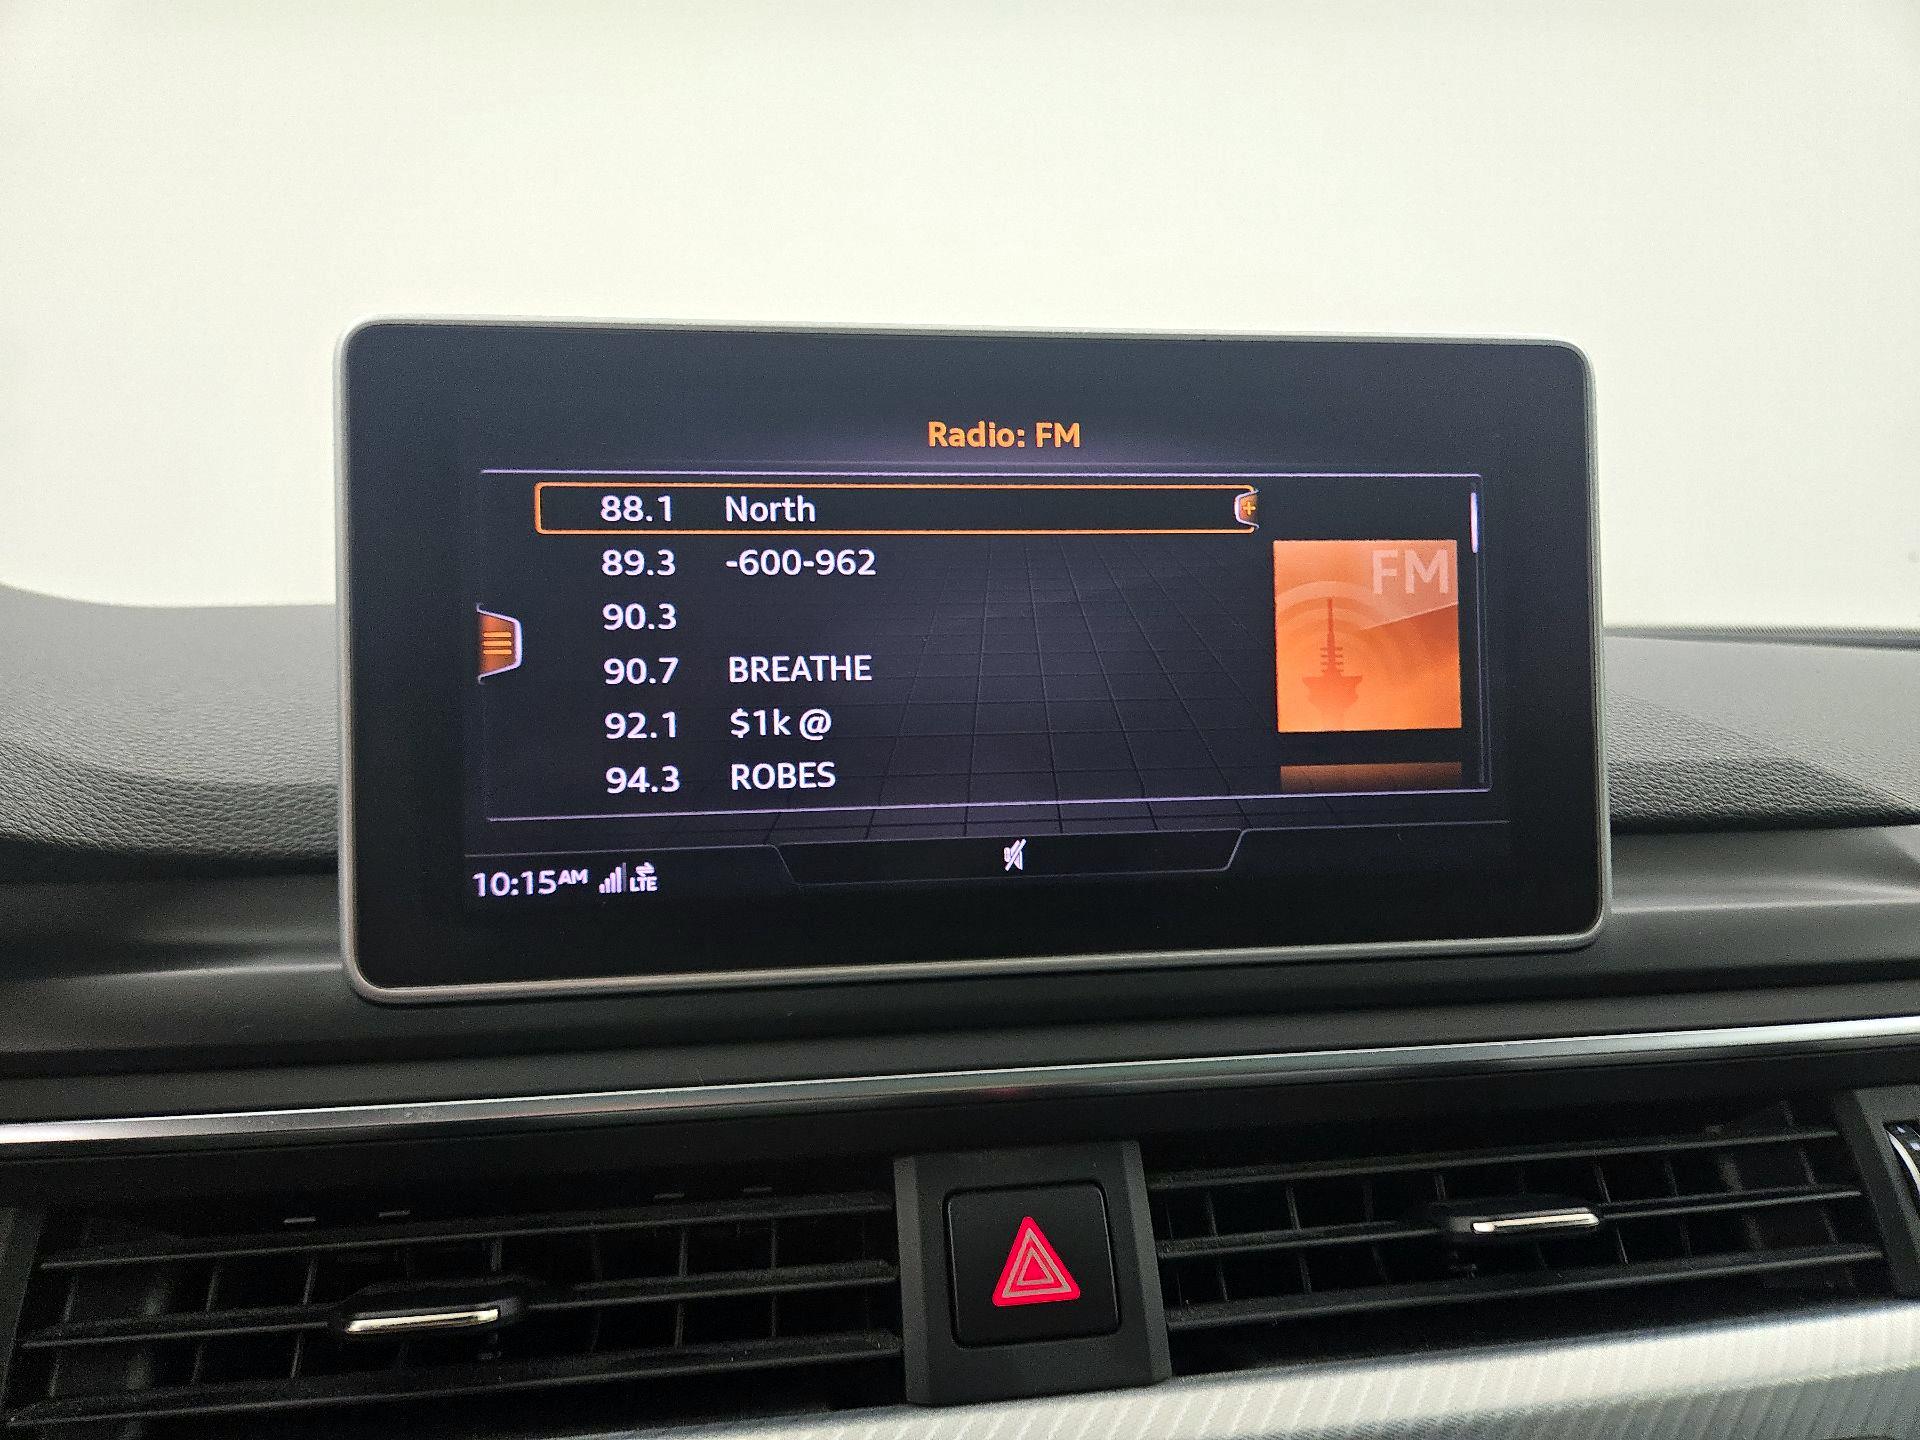 Radio: FM
88.1 North
89.3 -600-962
FM
90.3
90.7 BREATHE
92.1 $1k @
94.3 ROBES
10:15AM LTE